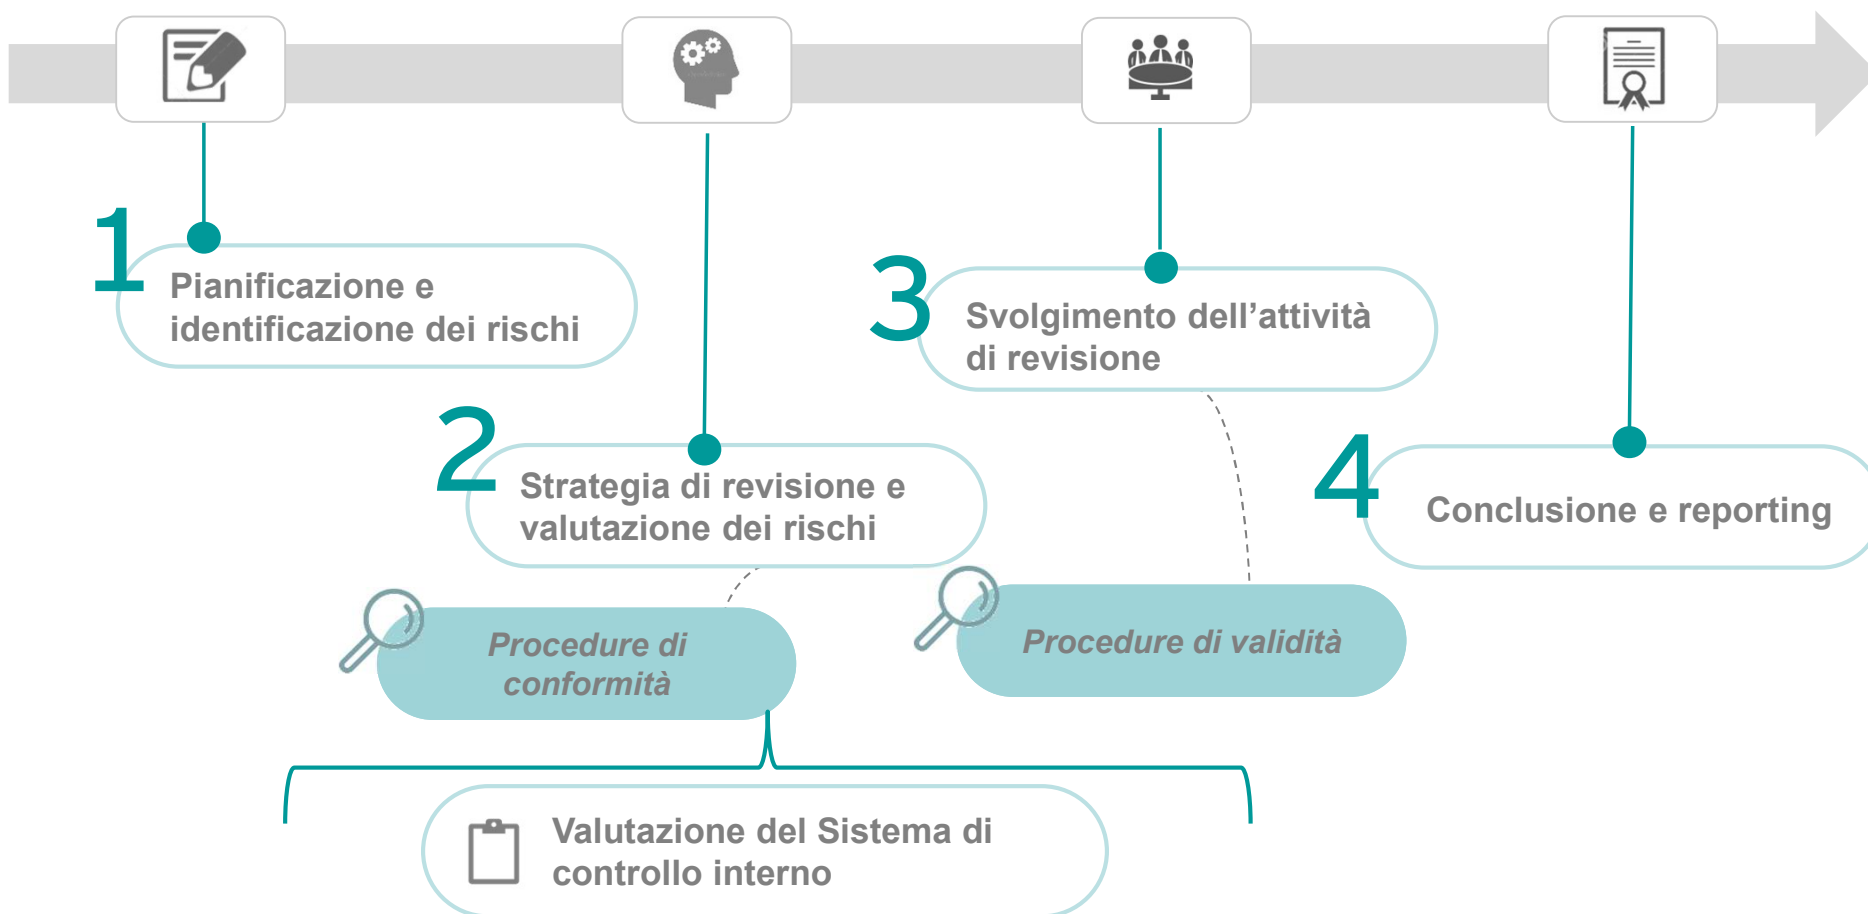 1
Pianificazione e
identificazione dei rischi
2
Strategia di revisione e
valutazione dei rischi
Procedure di
conformità
Valutazione del Sistema di
controllo interno
3
Svolgimento dell’attività
di revisione
Procedure di validità
4
Conclusione e reporting